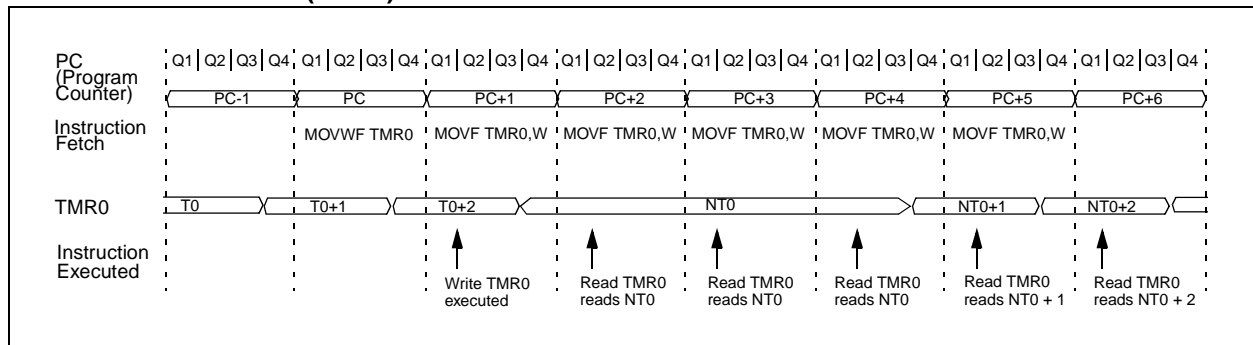 PC
(Program
Counter)
Q1 Q2 Q3 Q4 Q1 Q2 Q3 Q4 Q1 Q2 Q3 Q4 Q1 Q2 Q3 Q4 Q1 Q2 Q3 Q4 Q1 Q2 Q3 Q4 Q1 Q2 Q3 Q4 Q1 Q2 Q3 Q4
PC-1 PC PC+1 PC+2 PC+3 PC+4 PC+5 PC+6
Instruction
Fetch
MOVWF TMR0 MOVF TMR0,W MOVF TMR0,W MOVF TMR0,W MOVF TMR0,W MOVF TMR0,W
TMR0
T0 T0+1 T0+2 NT0 NT0+1 NT0+2
Instruction
Executed
Write TMR0 Read TMR0 Read TMR0 Read TMR0 Read TMR0 Read TMR0
executed reads NT0 reads NT0 reads NT0 reads NT0 + 1 reads NT0 + 2